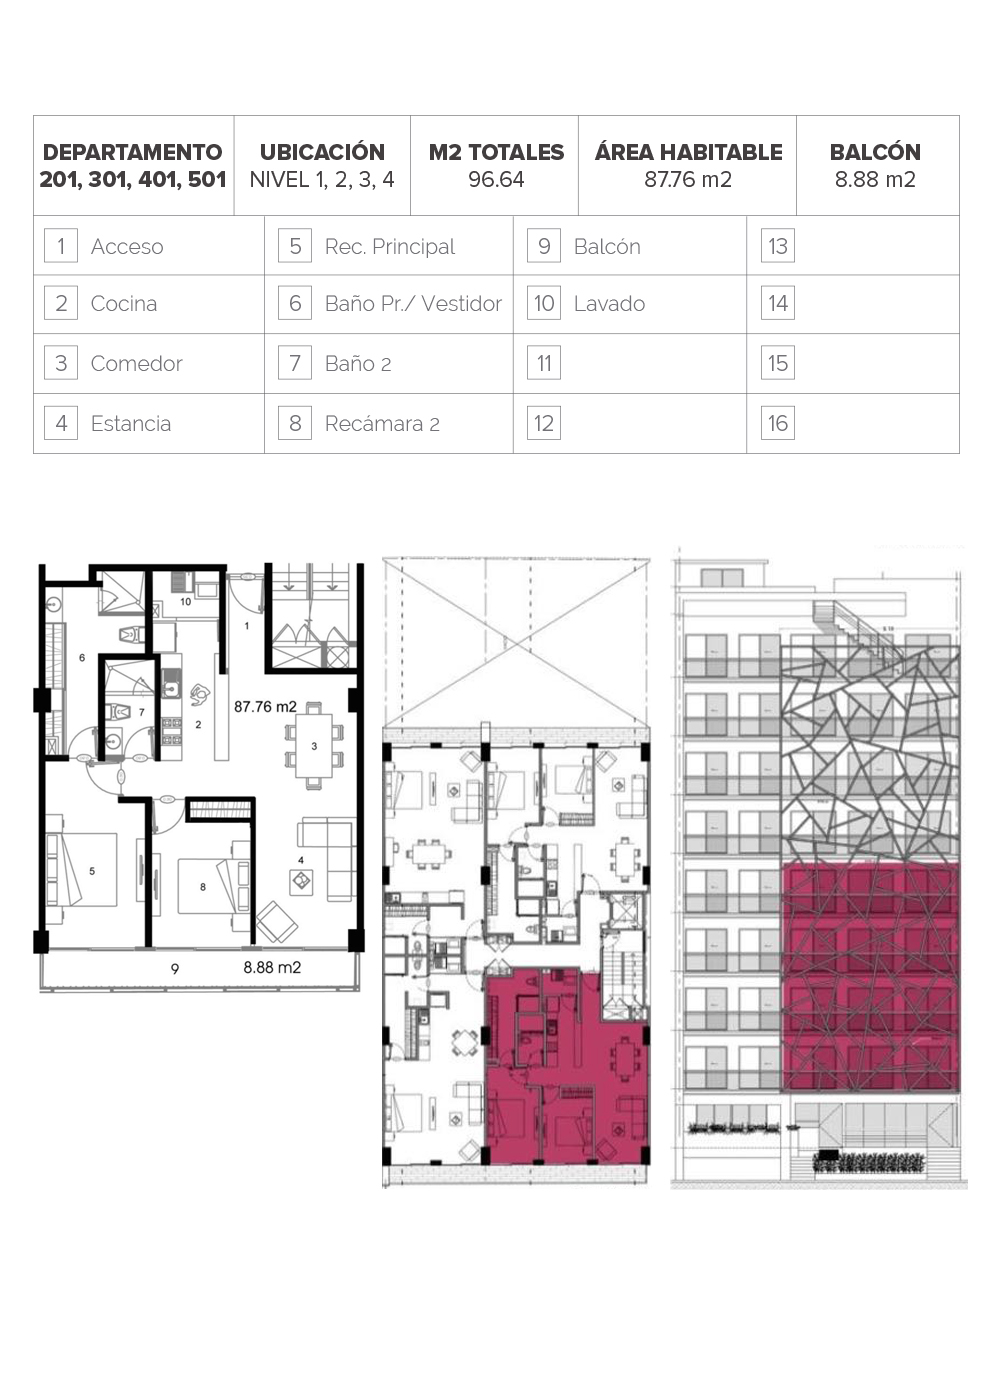 DEPARTAMENTO
201, 301, 401, 501
UBICACIÓN
NIVEL 1, 2, 3, 4
M2 TOTALES
96.64
ÁREA HABITABLE
87.76 m2
BALCÓN
8.88 m2
1 Acceso
5 Rec. Principal
9 Balcón
13
2 Cocina
6 Baño Pr./ Vestidor
10 Lavado
14
3 Comedor
7 Baño 2
11
15
4 Estancia
8 Recámara 2
12
16
10
1
6
7
2
87.76 m2
3
5
8
4
9
8.88 m2